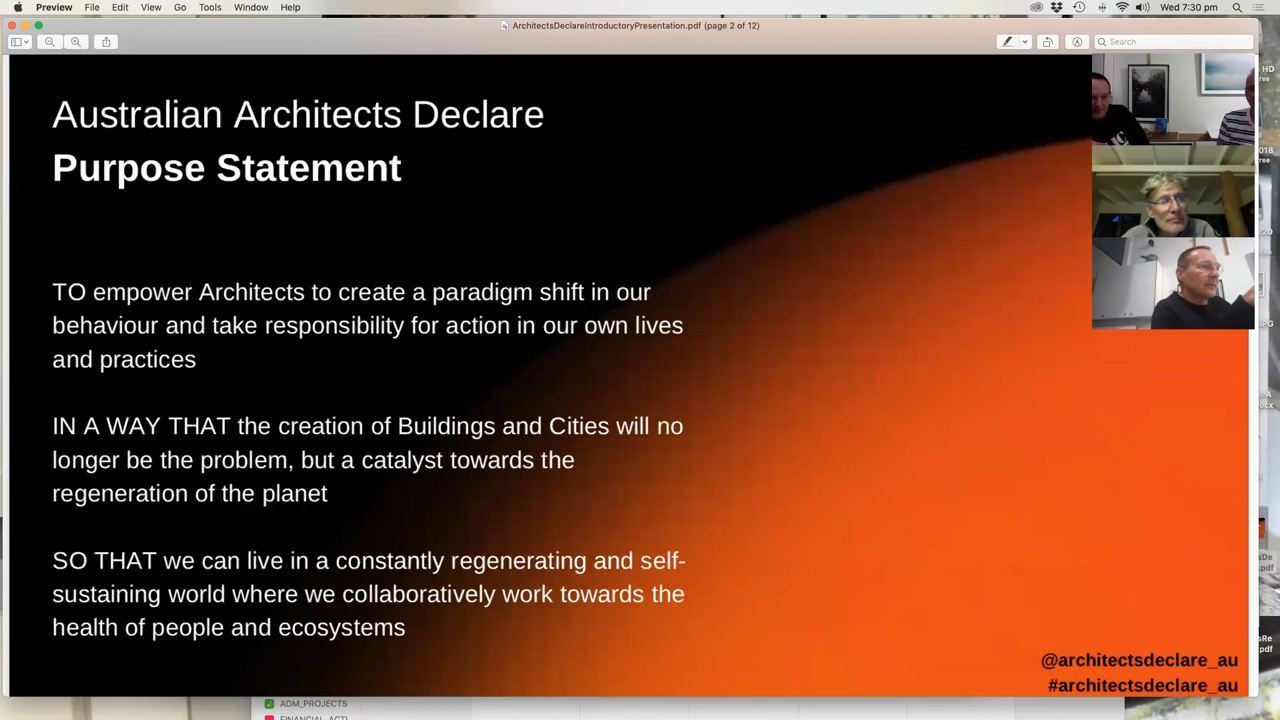 Preview File Edit View Go Tools Window Help
Wed 7:30 pm
ArchitectsDeclareIntroductoryPresentation.pdf (page 2 of 12)
Search
Australian Architects Declare
Purpose Statement
TO empower Architects to create a paradigm shift in our
behaviour and take responsibility for action in our own lives
and practices
IN A WAY THAT the creation of Buildings and Cities will no
longer be the problem, but a catalyst towards the
regeneration of the planet
SO THAT we can live in a constantly regenerating and self-
sustaining world where we collaboratively work towards the
health of people and ecosystems
@architectsdeclare_au
#architectsdeclare_au
ADM_PROJECTS
HD